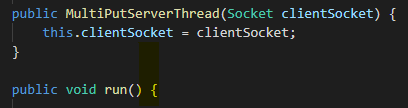 public MultiPutServerThread(Socket clientSocket) {
this.clientSocket = clientSocket;
}
public void run() {